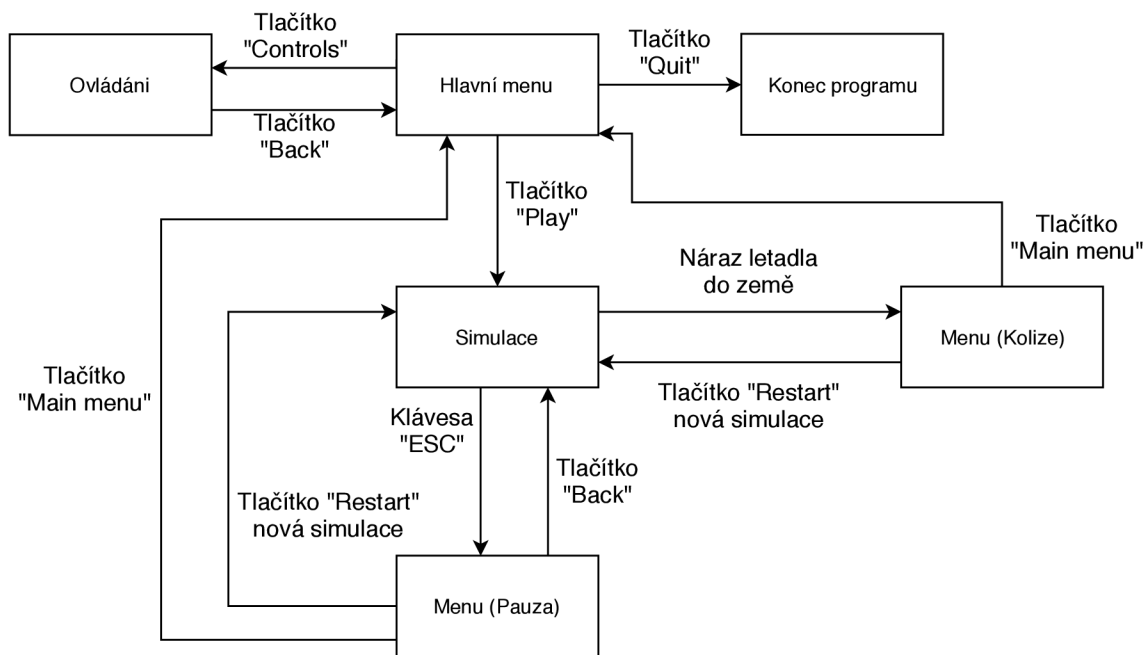 Tlačítko
"Controls"
Ovládáni
Tlačítko
"Back"
Hlavní menu
Tlačítko
"Quit"
Konec programu
Tlačítko
"Play"
Tlačítko
"Main menu"
Náraz letadla
do země
Simulace
Menu (Kolize)
Tlačítko "Restart"
nová simulace
Tlačítko
"Main menu"
Klávesa
"ESC"
Tlačítko
"Back"
Tlačítko "Restart"
nová simulace
Menu (Pauza)